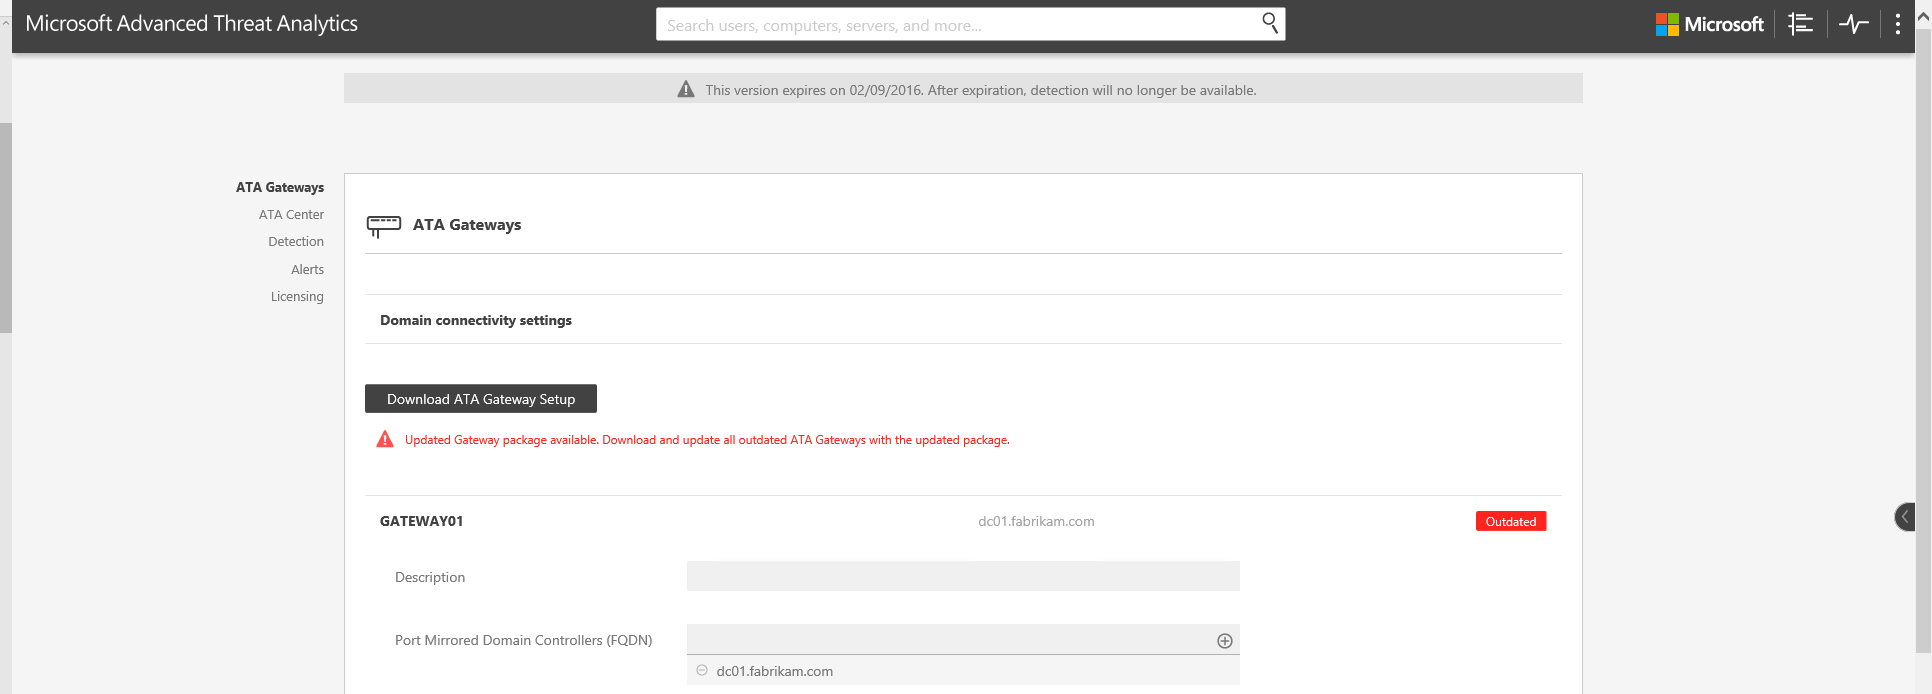 Microsoft Advanced Threat Analytics
Search users, computers, servers, and more...
Microsoft
This version expires on 02/09/2016. After expiration, detection will no longer be available.
ATA Gateways
ATA Center
Detection
Alerts
Licensing
ATA Gateways
Domain connectivity settings
Download ATA Gateway Setup
Updated Gateway package available. Download and update all outdated ATA Gateways with the updated package.
GATEWAY01 dc01.fabrikam.com Outdated
Description
Port Mirrored Domain Controllers (FQDN)
dc01.fabrikam.com